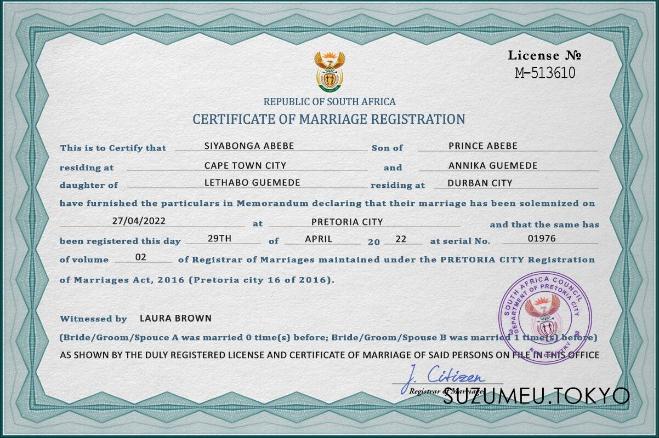 License №
M-513610
REPUBLIC OF SOUTH AFRICA
CERTIFICATE OF MARRIAGE REGISTRATION
This is to Certify that SIYABONGA ABEBE Son of PRINCE ABEBE
residing at CAPE TOWN CITY and ANNIKA GUEMEDE
daughter of LETHABO GUEMEDE residing at DURBAN CITY
have furnished the particulars in Memorandum declaring that their marriage has been solemnized on
27/04/2022 at PRETORIA CITY and that the same has
been registered this day 29TH of APRIL 20 22 at serial No. 01976
of volume 02 of Registrar of Marriages maintained under the PRETORIA CITY Registration
of Marriages Act, 2016 (Pretoria city 16 of 2016).
SOUTH AFRICA COUNCIL
DEPARTMENT OF PRETORIA CITY
Witnessed by LAURA BROWN
(Bride/Groom/Spouce A was married 0 time(s) before; Bride/Groom/Spouse B was married 1 time(s) before)
AS SHOWN BY THE DULY REGISTERED LICENSE AND CERTIFICATE OF MARRIAGE OF SAID PERSONS ON FILE IN THIS OFFICE
J. Citizen
Registrar of Marriages
SUZUMEU.TOKYO